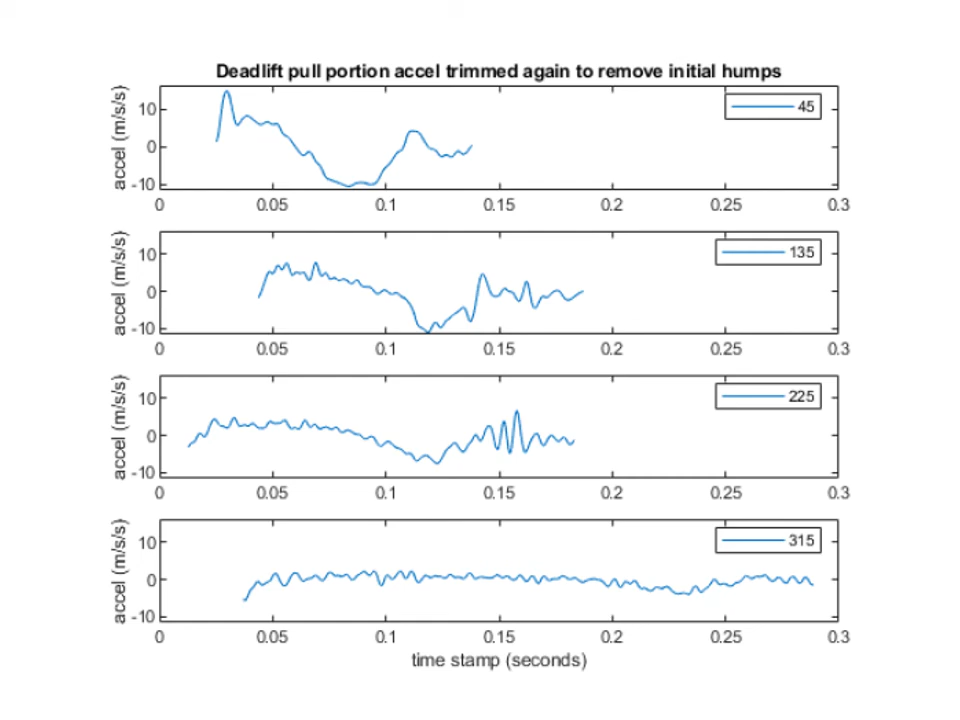 Deadlift pull portion accel trimmed again to remove initial humps
accel (m/s/s)
10
0
-10
45
0 0.05 0.1 0.15 0.2 0.25 0.3
accel (m/s/s)
10
0
-10
135
0 0.05 0.1 0.15 0.2 0.25 0.3
accel (m/s/s)
10
0
-10
225
0 0.05 0.1 0.15 0.2 0.25 0.3
accel (m/s/s)
10
0
-10
315
0 0.05 0.1 0.15 0.2 0.25 0.3
time stamp (seconds)